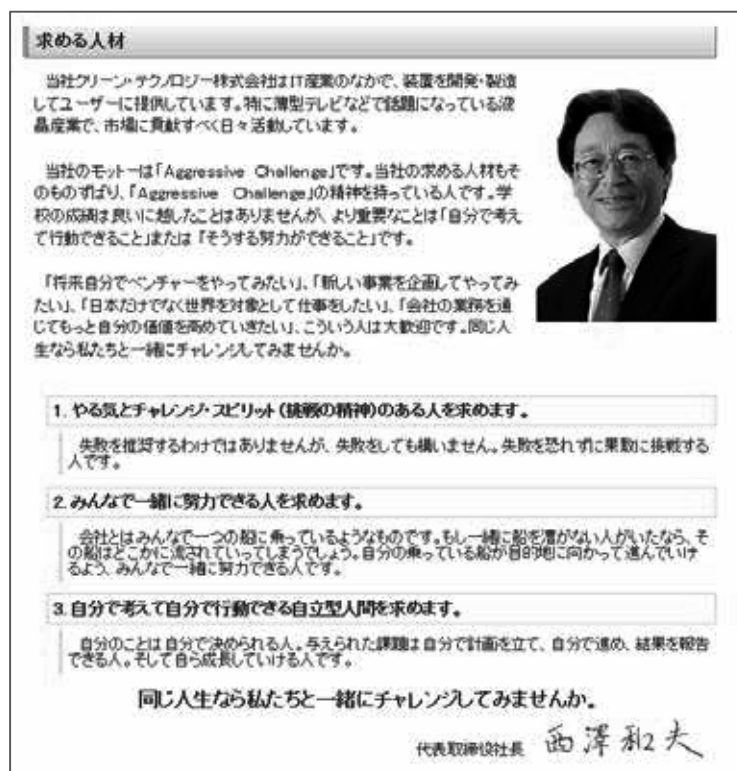 求める人材
当社クリーン・テクノロジー株式会社はIT産業のなかで、装置を開発・製造
してユーザーに提供しています。特に薄型テレビなどで話題になっている液
晶産業で、市場に貢献すべく日々活動しています。
当社のモットーは「Aggressive Challenge」です。当社の求める人材もそ
のものずばり、「Aggressive Challenge」の精神を持っている人です。学
校の成績は良いに越したことはありませんが、より重要なことは「自分で考え
て行動できること」または「そうする努力ができること」です。
「将来自分でベンチャーをやってみたい」、「新しい事業を企画してやってみ
たい」、「日本だけでなく世界を対象として仕事をしたい」、「会社の業務を通
じてもっと自分の価値を高めていきたい」、こういう人は大歓迎です。同じ人
生なら私たちと一緒にチャレンジしてみませんか。
1. やる気とチャレンジ・スピリット(挑戦の精神)のある人を求めます。
失敗を推奨するわけではありませんが、失敗をしても構いません。失敗を恐れずに果敢に挑戦する
人です。
2. みんなで一緒に努力できる人を求めます。
会社とはみんなで一つの船に乗っているようなものです。もし一緒に船を漕がない人がいたなら、そ
の船はどこかに流されていってしまうでしょう。自分の乗っている船が目的地に向かって進んでいけ
るよう、みんなで一緒に努力できる人です。
3. 自分で考えて自分で行動できる自立型人間を求めます。
自分のことは自分で決められる人。与えられた課題は自分で計画を立て、自分で進め、結果を報告
できる人。そして自ら成長していける人です。
同じ人生なら私たちと一緒にチャレンジしてみませんか。
代表取締役社長 西澤和夫